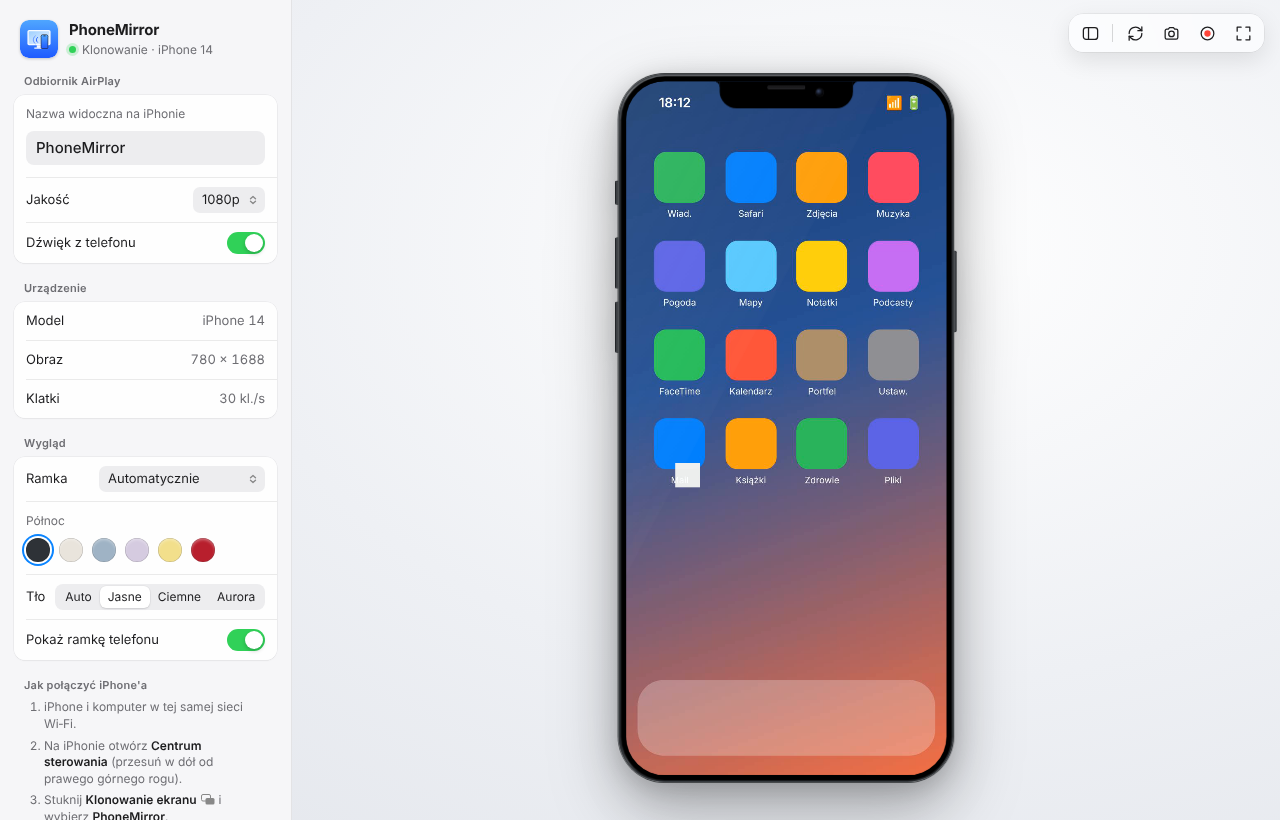 PhoneMirror
Klonowanie · iPhone 14
Odbiornik AirPlay
Nazwa widoczna na iPhonie
PhoneMirror
Jakość 1080p
Dźwięk z telefonu
Urządzenie
Model iPhone 14
Obraz 780 × 1688
Klatki 30 kl./s
Wygląd
Ramka Automatycznie
Północ
Tło Auto Jasne Ciemne Aurora
Pokaż ramkę telefonu
Jak połączyć iPhone'a
1. iPhone i komputer w tej samej sieci
Wi-Fi.
2. Na iPhonie otwórz Centrum
sterowania (przesuń w dół od
prawego górnego rogu).
3. Stuknij Klonowanie ekranu i
wybierz PhoneMirror.
18:12
Wiad. Safari Zdjęcia Muzyka
Pogoda Mapy Notatki Podcasty
FaceTime Kalendarz Portfel Ustaw.
Książki Zdrowie Pliki